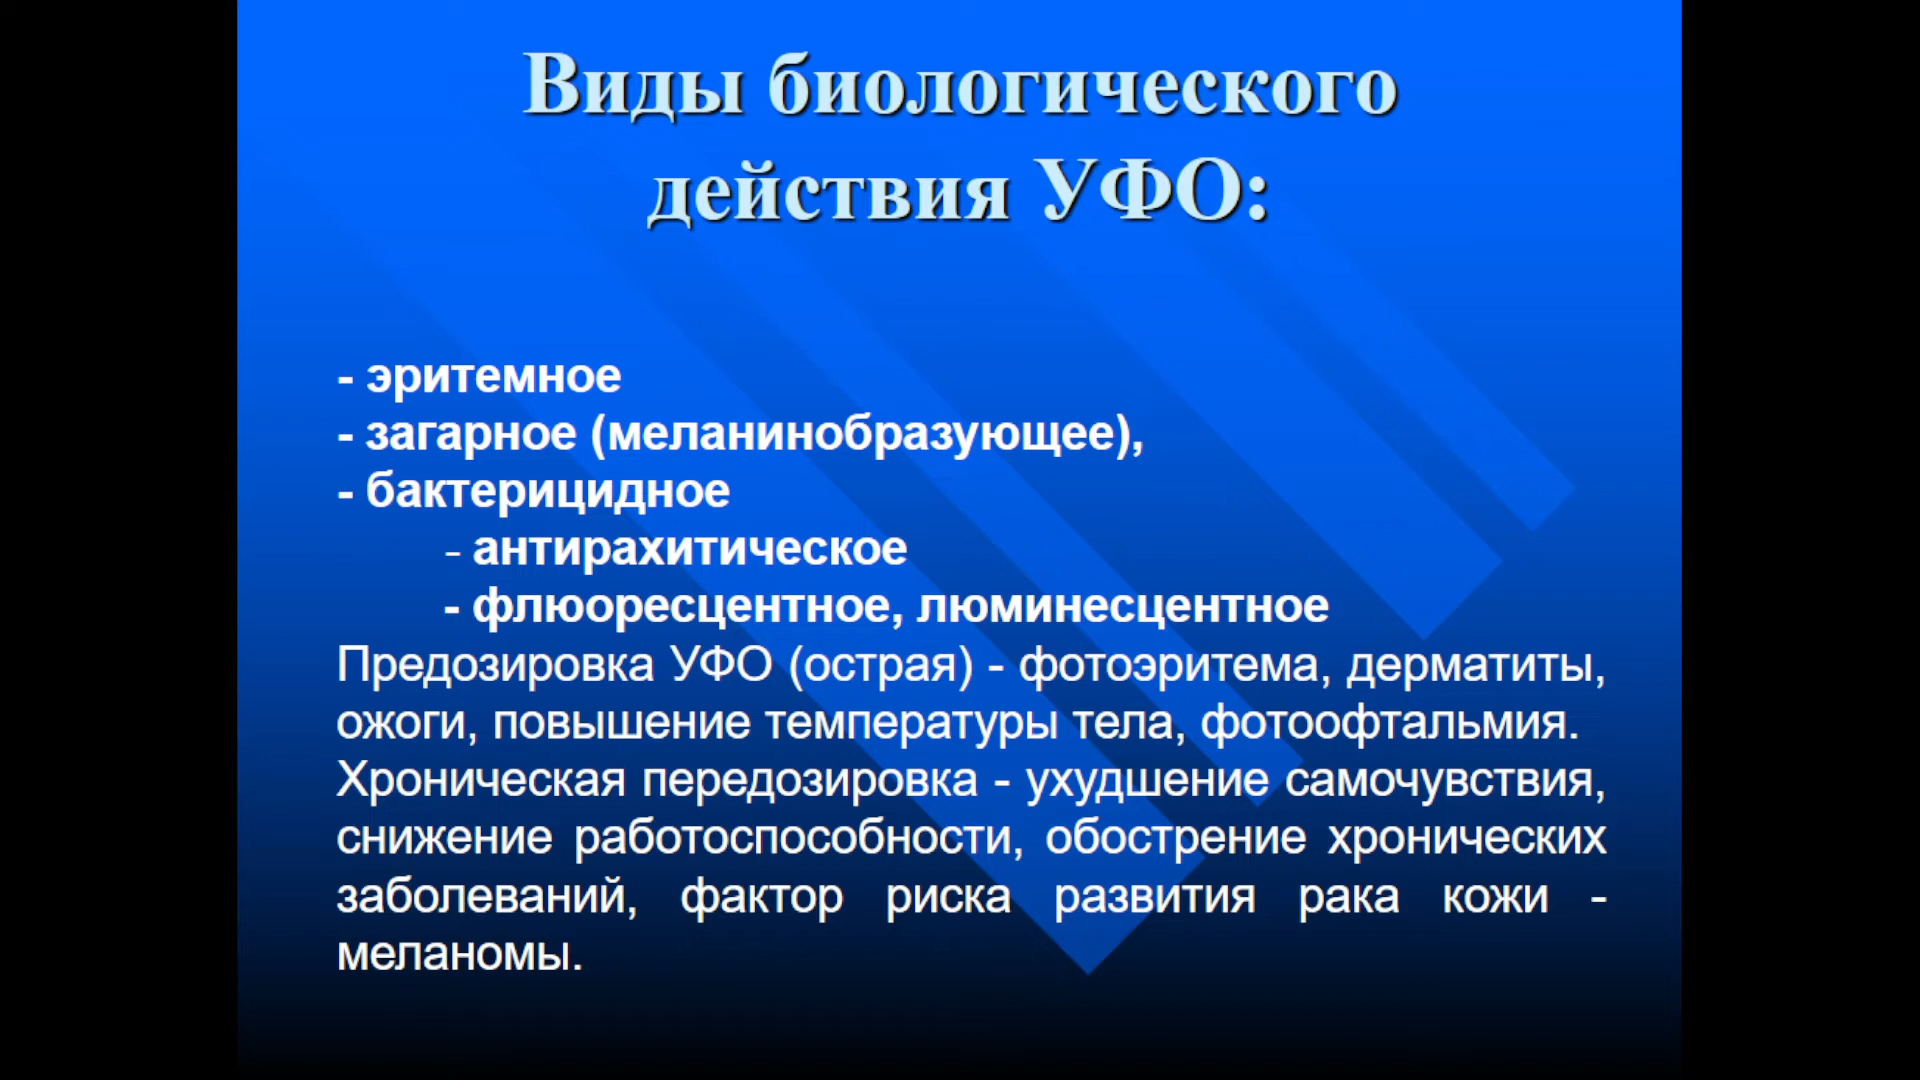 Виды биологического
действия УФО:
- эритемное
- загарное (меланинобразующее),
- бактерицидное
- антирахитическое
- флюоресцентное, люминесцентное
Предозировка УФО (острая) - фотоэритема, дерматиты,
ожоги, повышение температуры тела, фотоофтальмия.
Хроническая передозировка - ухудшение самочувствия,
снижение работоспособности, обострение хронических
заболеваний, фактор риска развития рака кожи -
меланомы.